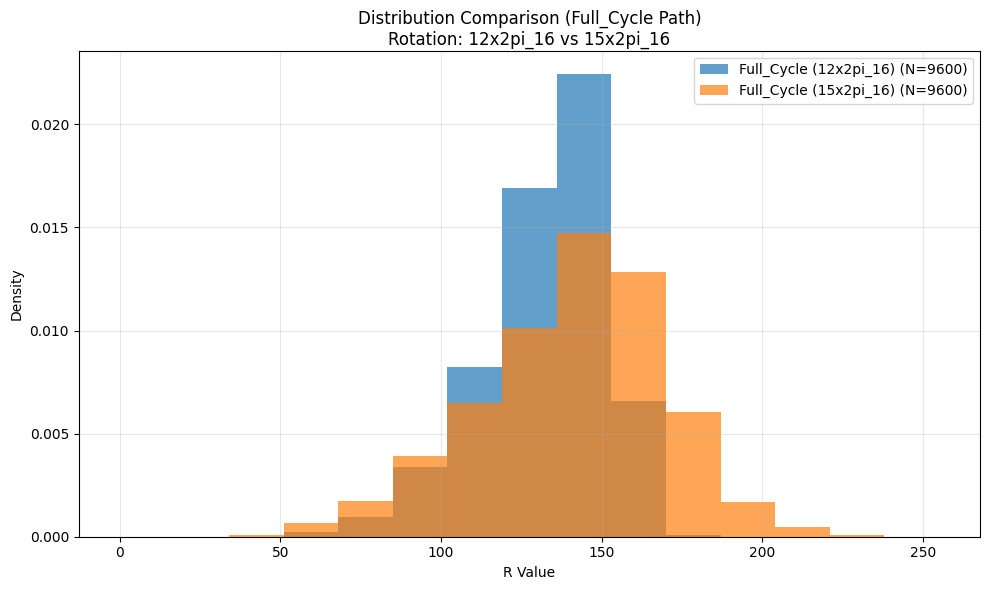 Distribution Comparison (Full_Cycle Path)
Rotation: 12x2pi_16 vs 15x2pi_16
Full_Cycle (12x2pi_16) (N=9600)
Full_Cycle (15x2pi_16) (N=9600)
Density
0.020
0.015
0.010
0.005
0.000
0 50 100 150 200 250
R Value